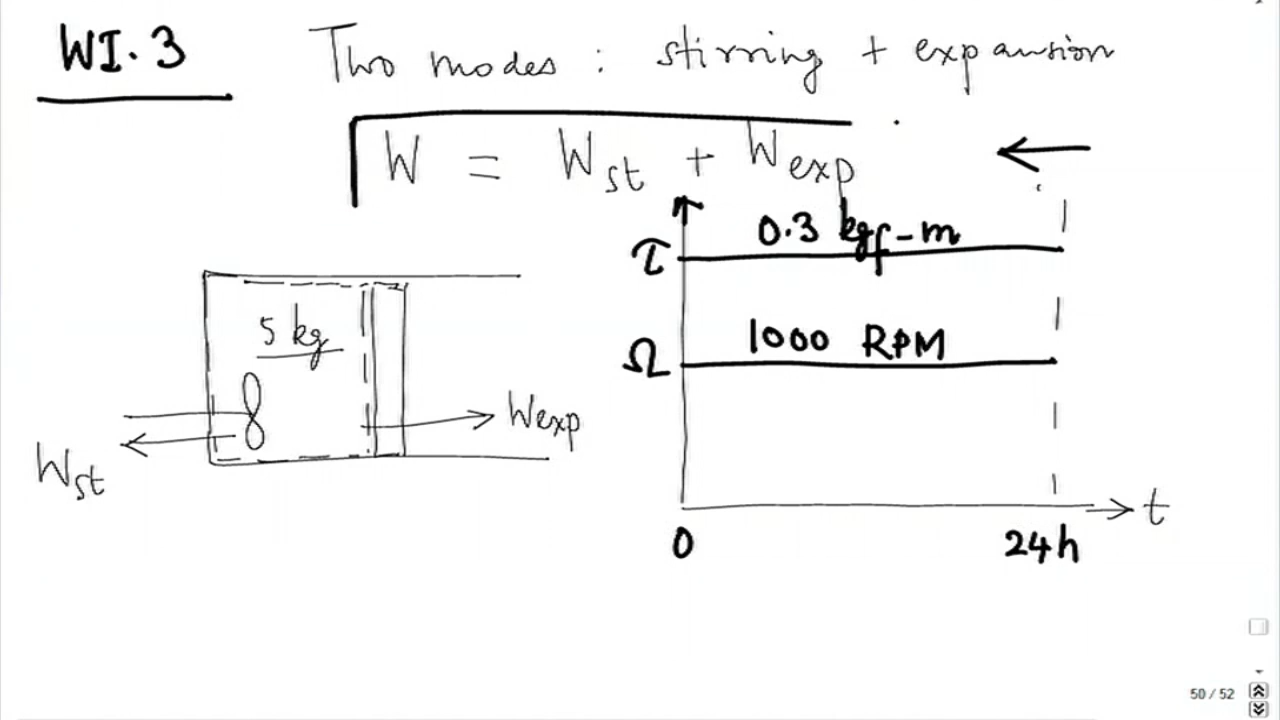 WI.3 Two modes : stirring + expansion
W = Wst + Wexp
τ 0.3 kgf-m
5 kg
Ω 1000 RPM
Wexp
Wst
t
0 24h
50 / 52